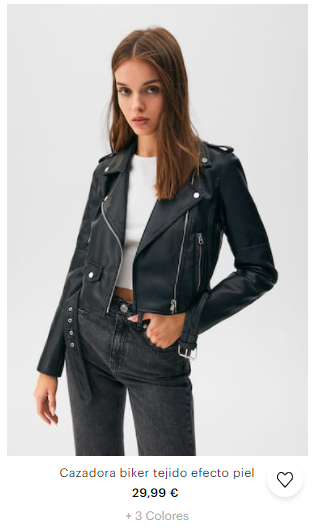 Cazadora biker tejido efecto piel
29,99 €
+ 3 Colores